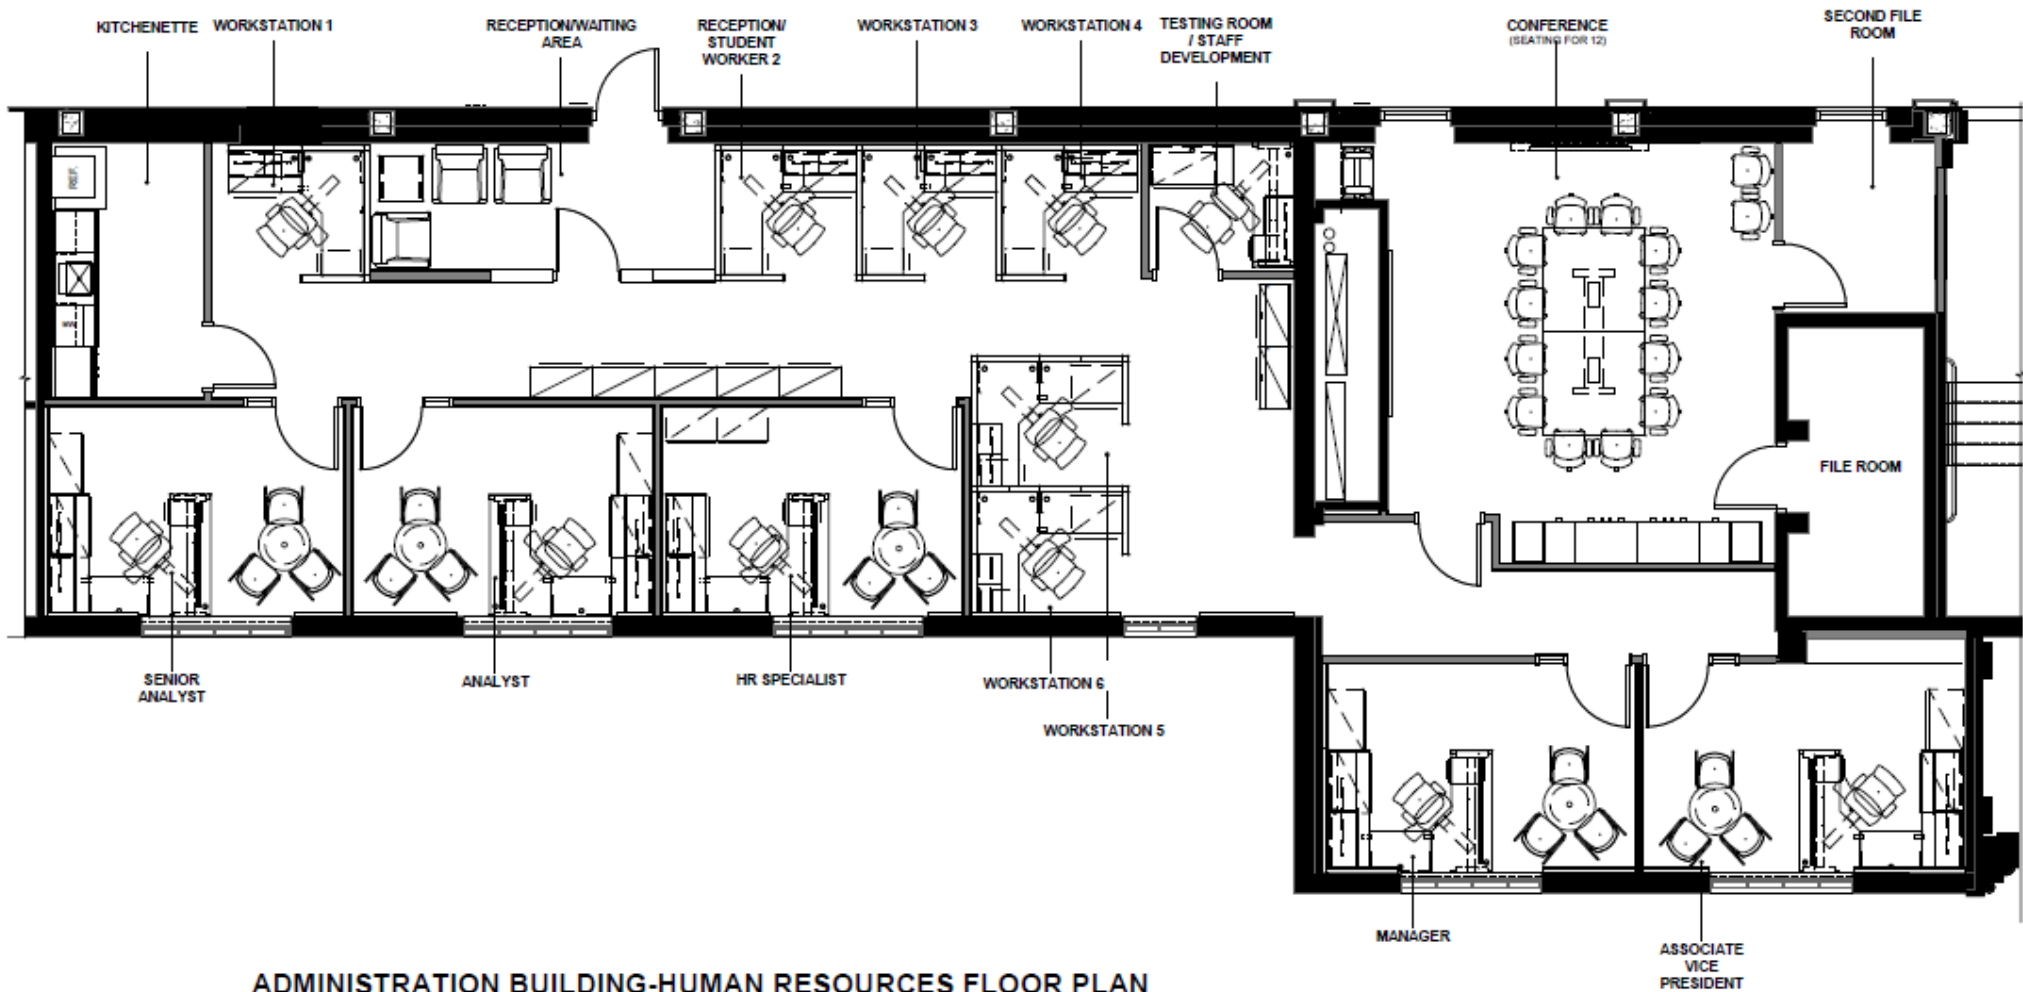 KITCHENETTE
WORKSTATION 1
RECEPTION/WAITING
AREA
RECEPTION/
STUDENT
WORKER 2
WORKSTATION 3
WORKSTATION 4
TESTING ROOM
/ STAFF
DEVELOPMENT
CONFERENCE
(SEATING FOR 12)
SECOND FILE
ROOM
REF.
FILE ROOM
SENIOR
ANALYST
ANALYST
HR SPECIALIST
WORKSTATION 6
WORKSTATION 5
MANAGER
ASSOCIATE
VICE
PRESIDENT
ADMINISTRATION BUILDING-HUMAN RESOURCES FLOOR PLAN